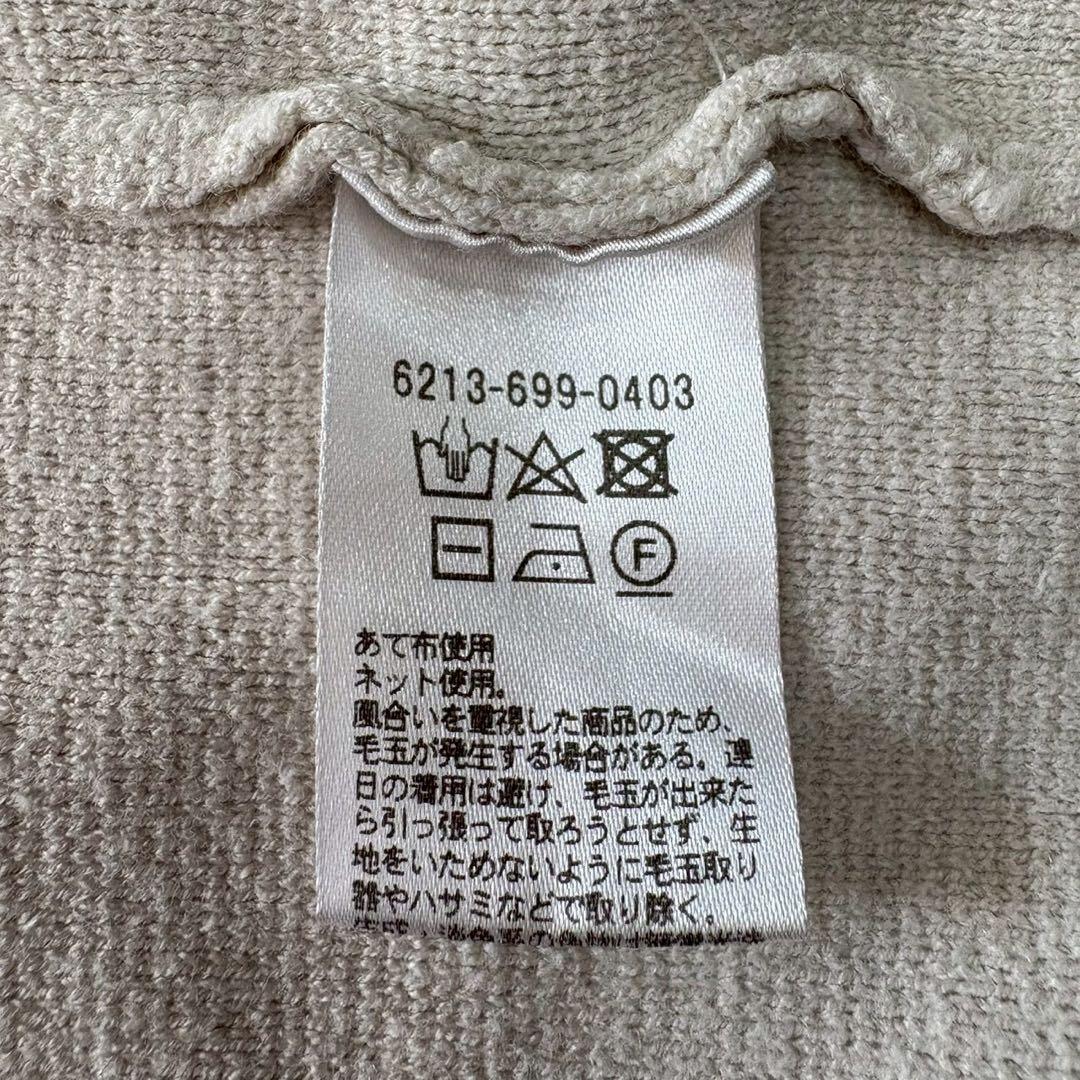 6213-699-0403
F
あて布使用
ネット使用。
風合いを重視した商品のため、
毛玉が発生する場合がある。連
日の着用は避け、毛玉が出来た
ら引っ張って取ろうとせず、生
地をいためないように毛玉取り
器やハサミなどで取り除く。